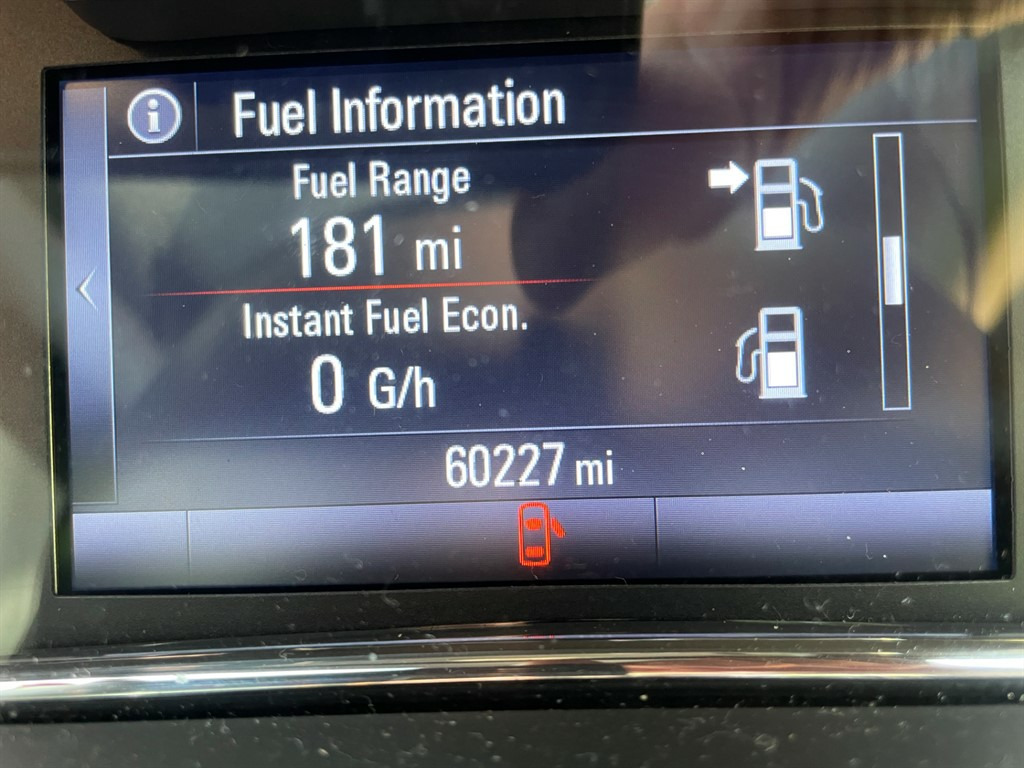 i Fuel Information
Fuel Range
181 mi
Instant Fuel Econ.
0 G/h
60227 mi